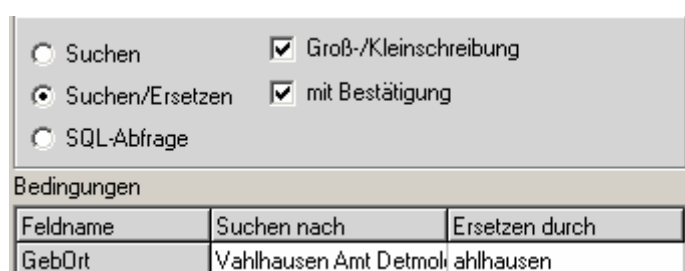 Suchen
Groß-/Kleinschreibung
Suchen/Ersetzen
mit Bestätigung
SQL-Abfrage
Bedingungen
Feldname Suchen nach Ersetzen durch
GebOrt Vahlhausen Amt Detmol ahlhausen